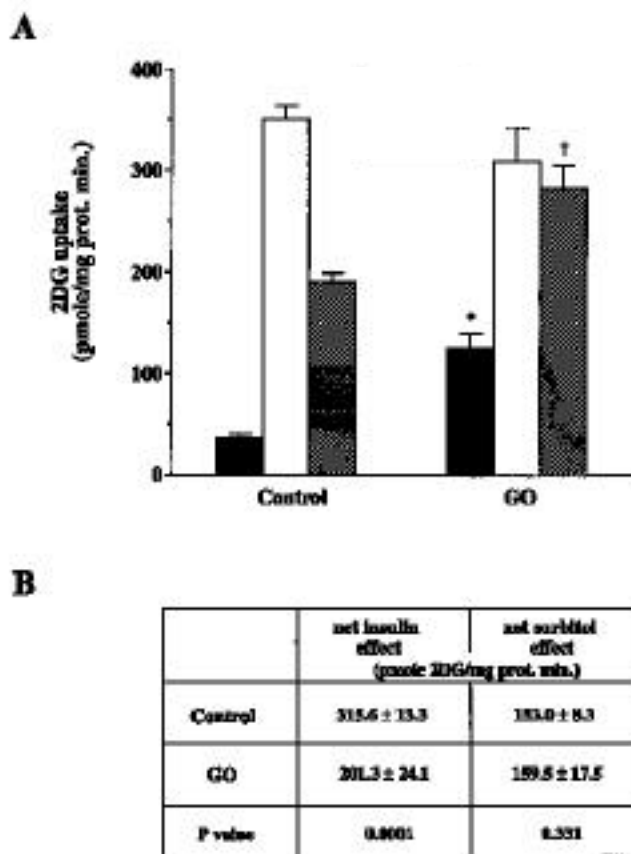 A
400
300
200
100
0
2DG uptake
(pmole/mg prot. min.)
*
†
Control
GO
B
net insulin effect
net sorbitol effect
(pmole 2DG/mg prot. min.)
Control
GO
201.3 ± 24.1
P value
0.0001